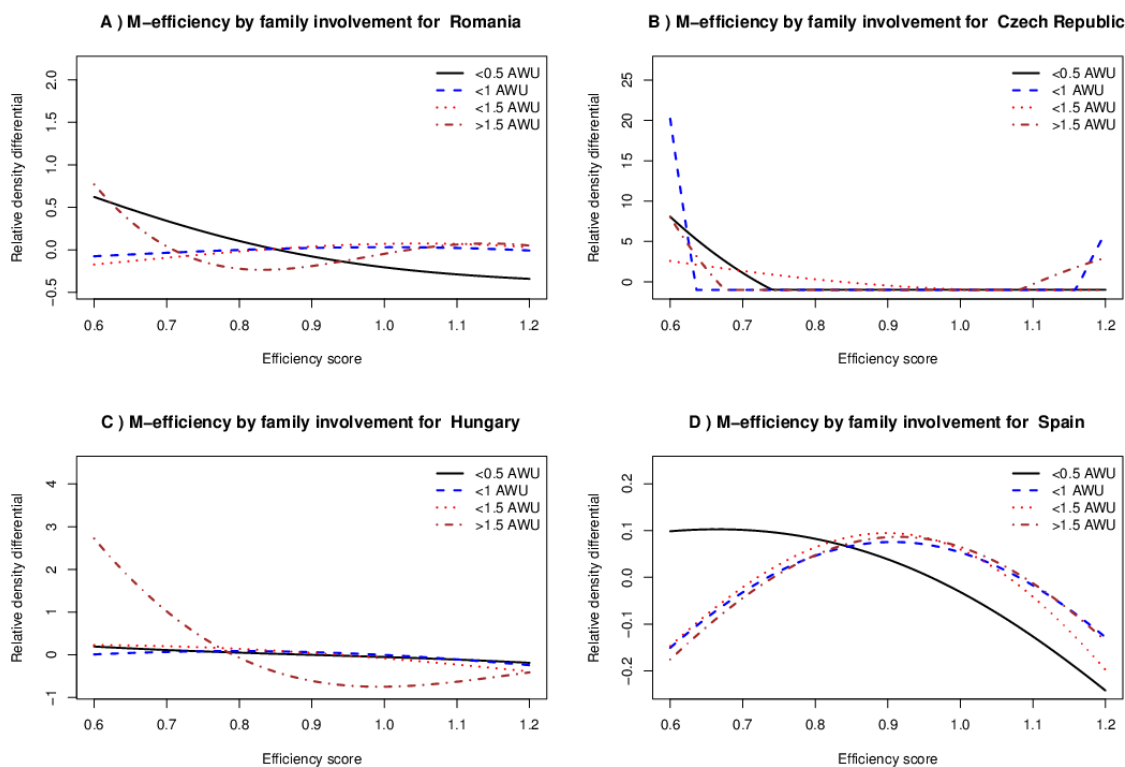 A ) M−efficiency by family involvement for Romania
Relative density differential
2.0
1.5
1.0
0.5
0.0
−0.5
<0.5 AWU
<1 AWU
<1.5 AWU
>1.5 AWU
0.6 0.7 0.8 0.9 1.0 1.1 1.2
Efficiency score
B ) M−efficiency by family involvement for Czech Republic
Relative density differential
25
20
15
10
5
0
<0.5 AWU
<1 AWU
<1.5 AWU
>1.5 AWU
0.6 0.7 0.8 0.9 1.0 1.1 1.2
Efficiency score
C ) M−efficiency by family involvement for Hungary
Relative density differential
4
3
2
1
0
−1
<0.5 AWU
<1 AWU
<1.5 AWU
>1.5 AWU
0.6 0.7 0.8 0.9 1.0 1.1 1.2
Efficiency score
D ) M−efficiency by family involvement for Spain
Relative density differential
0.2
0.1
0.0
−0.1
−0.2
<0.5 AWU
<1 AWU
<1.5 AWU
>1.5 AWU
0.6 0.7 0.8 0.9 1.0 1.1 1.2
Efficiency score